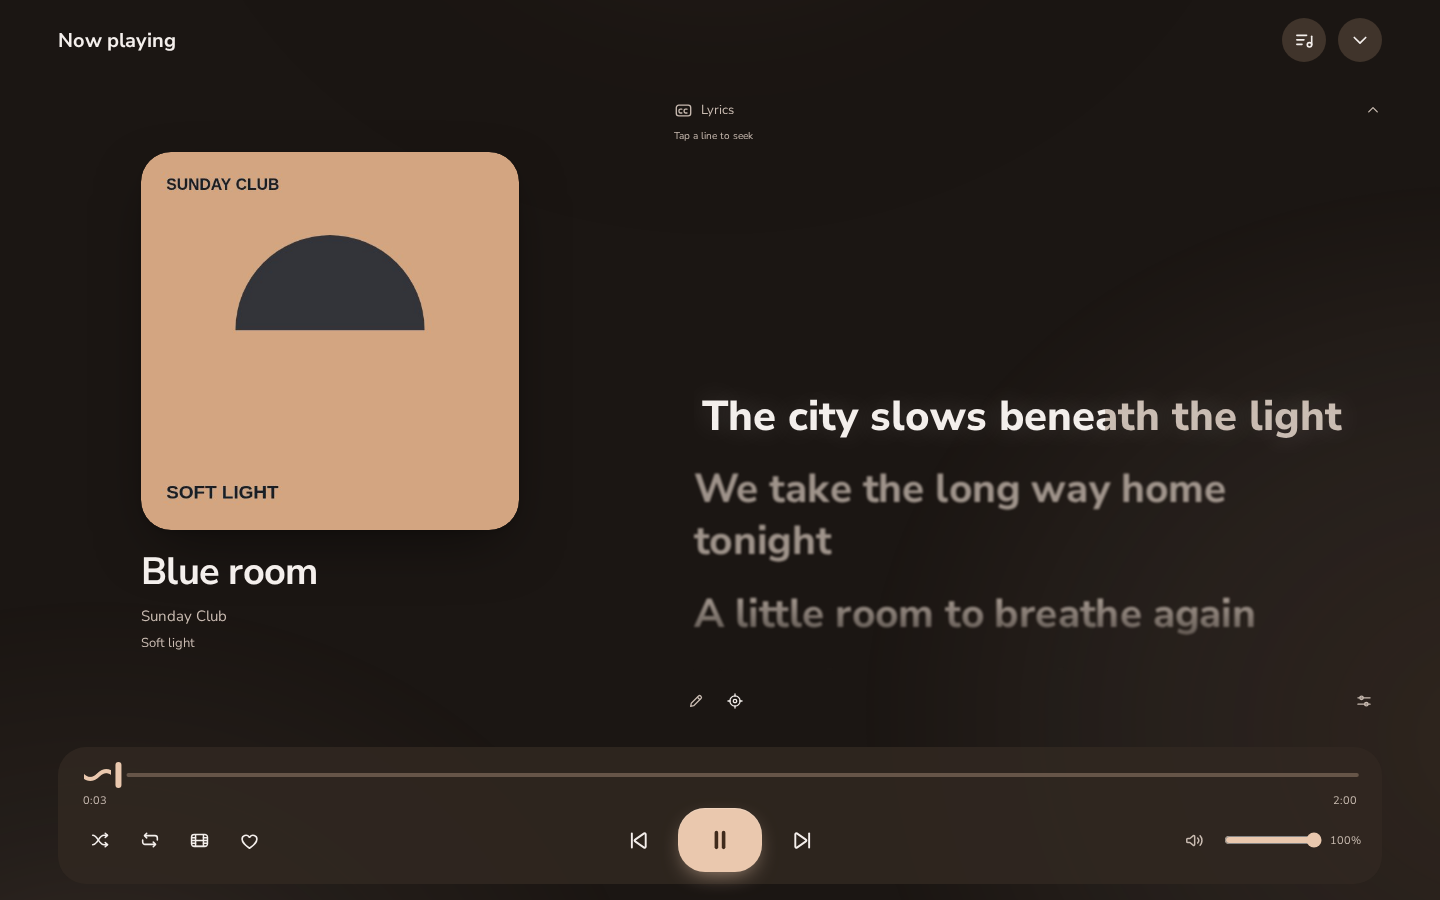 Now playing
Lyrics
Tap a line to seek
SUNDAY CLUB
SOFT LIGHT
Blue room
Sunday Club
Soft light
The city slows beneath the light
We take the long way home
tonight
A little room to breathe again
0:03
2:00
100%